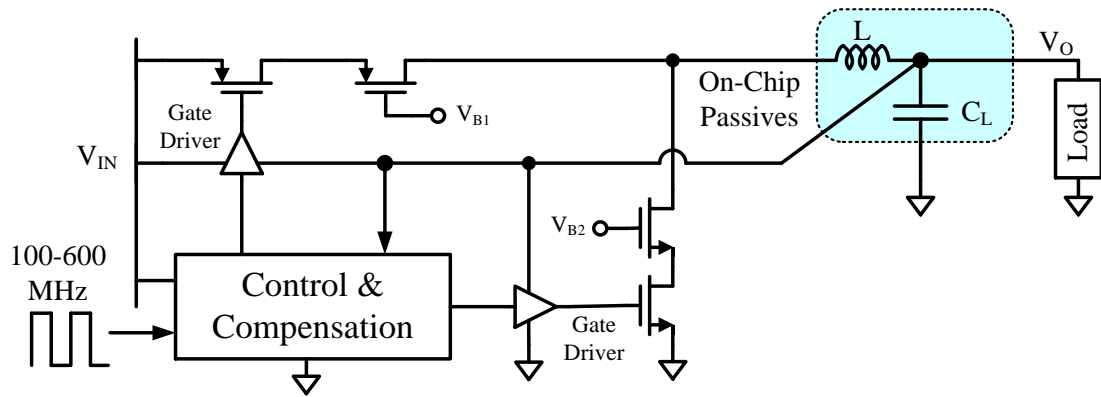 L
V_O
On-Chip
Passives
Gate
Driver
V_B1
C_L
Load
V_IN
V_B2
100-600
MHz
Control &
Compensation
Gate
Driver